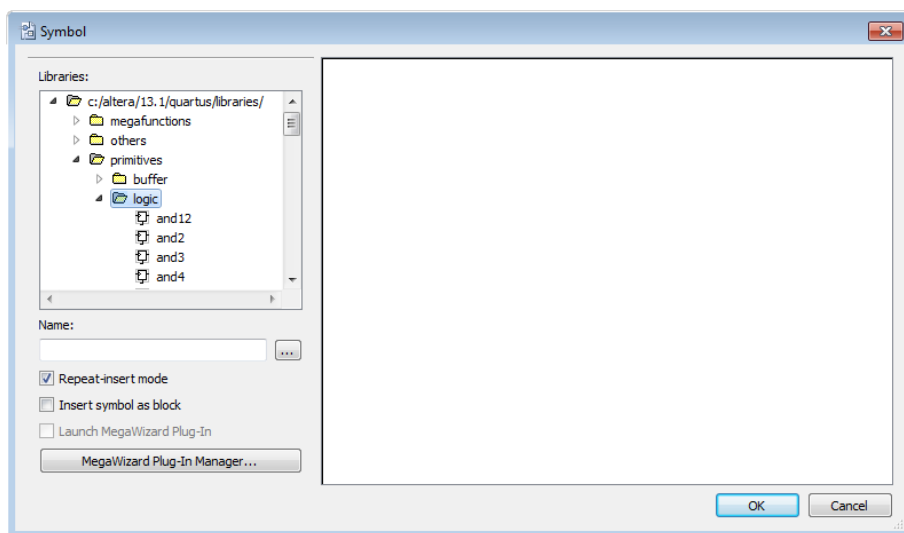 Symbol
Libraries:
c:/altera/13.1/quartus/libraries/
megafunctions
others
primitives
buffer
logic
and12
and2
and3
and4
Name:
...
Repeat-insert mode
Insert symbol as block
Launch MegaWizard Plug-In
MegaWizard Plug-In Manager...
OK Cancel